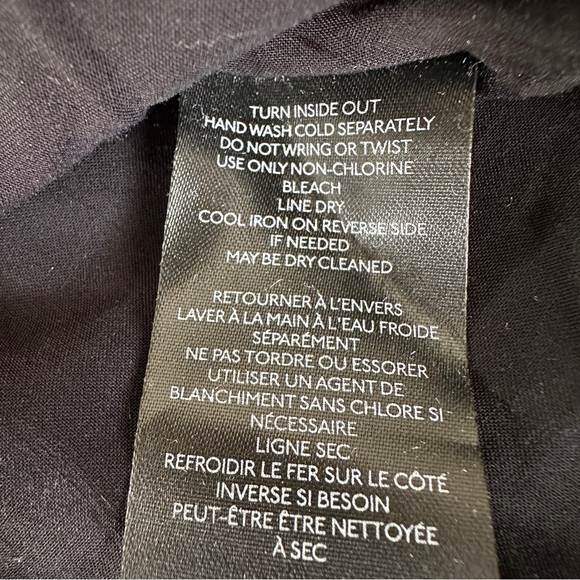 TURN INSIDE OUT
HAND WASH COLD SEPARATELY
DO NOT WRING OR TWIST
USE ONLY NON-CHLORINE
BLEACH
LINE DRY
COOL IRON ON REVERSE SIDE
IF NEEDED
MAY BE DRY CLEANED
RETOURNER À L'ENVERS
LAVER À LA MAIN À L'EAU FROIDE
SÉPARÉMENT
NE PAS TORDRE OU ESSORER
UTILISER UN AGENT DE
BLANCHIMENT SANS CHLORE SI
NÉCESSAIRE
LIGNE SEC
REFROIDIR LE FER SUR LE CÔTÉ
INVERSE SI BESOIN
PEUT-ÊTRE ÊTRE NETTOYÉE
À SEC